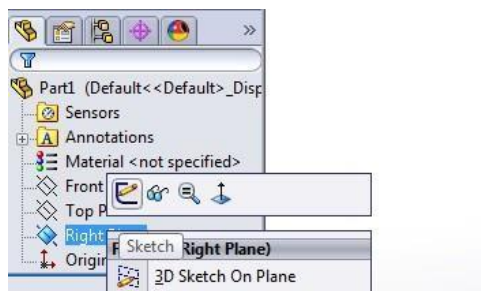 »
Part1 (Default<<Default>_Disp
Sensors
A Annotations
Material <not specified>
Front
Top P
Right
Sketch Right Plane)
Origin
3D Sketch On Plane